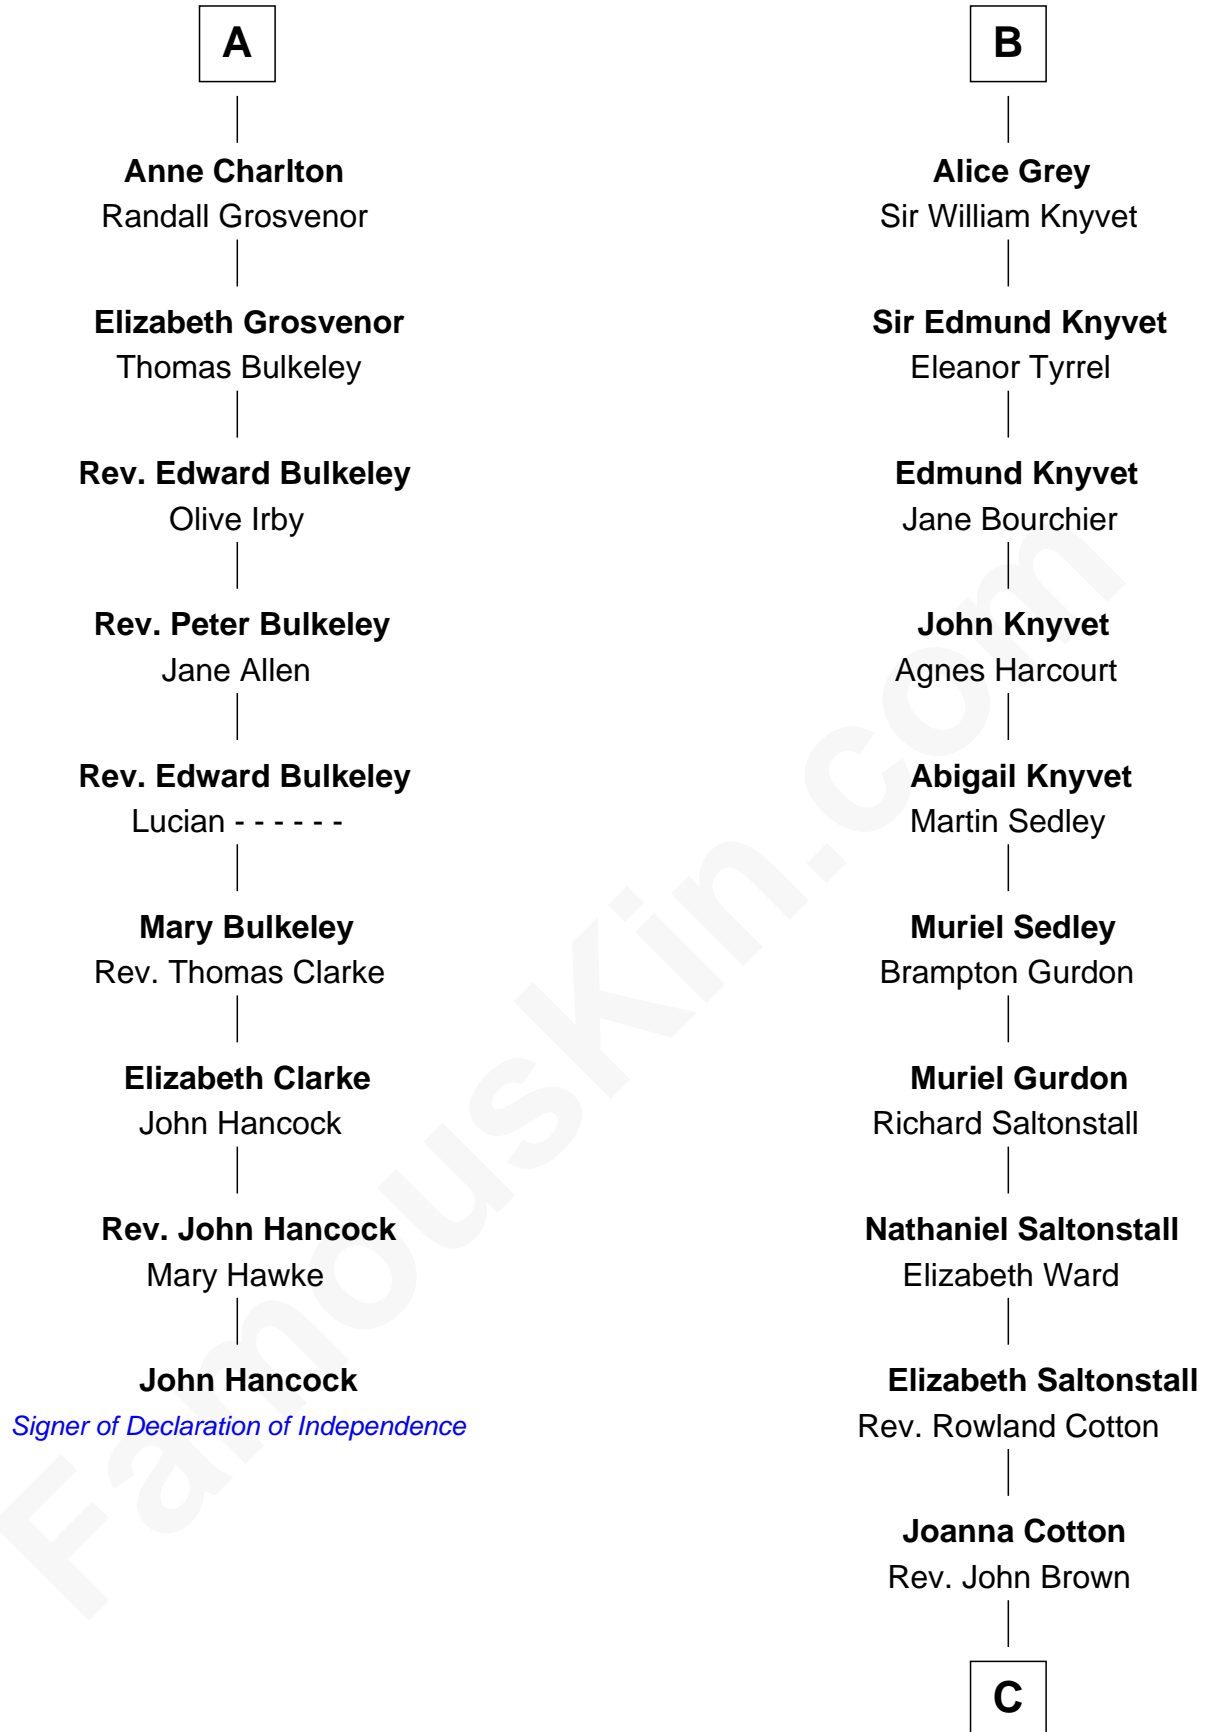 A
Anne Charlton
Randall Grosvenor
Elizabeth Grosvenor
Thomas Bulkeley
Rev. Edward Bulkeley
Olive Irby
Rev. Peter Bulkeley
Jane Allen
Rev. Edward Bulkeley
Lucian - - - - - -
Mary Bulkeley
Rev. Thomas Clarke
Elizabeth Clarke
John Hancock
Rev. John Hancock
Mary Hawke
John Hancock
Signer of Declaration of Independence
B
Alice Grey
Sir William Knyvet
Sir Edmund Knyvet
Eleanor Tyrrel
Edmund Knyvet
Jane Bourchier
John Knyvet
Agnes Harcourt
Abigail Knyvet
Martin Sedley
Muriel Sedley
Brampton Gurdon
Muriel Gurdon
Richard Saltonstall
Nathaniel Saltonstall
Elizabeth Ward
Elizabeth Saltonstall
Rev. Rowland Cotton
Joanna Cotton
Rev. John Brown
C
FamousKin.com